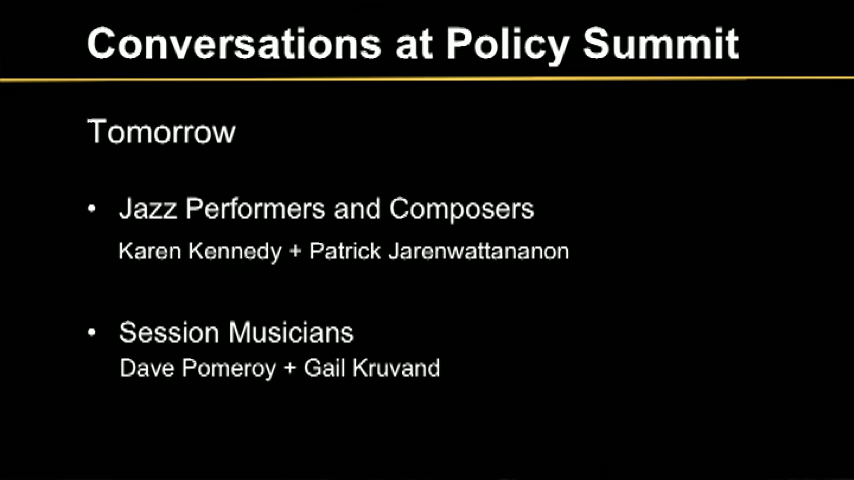 Conversations at Policy Summit
Tomorrow
• Jazz Performers and Composers
Karen Kennedy + Patrick Jarenwattananon
• Session Musicians
Dave Pomeroy + Gail Kruvand